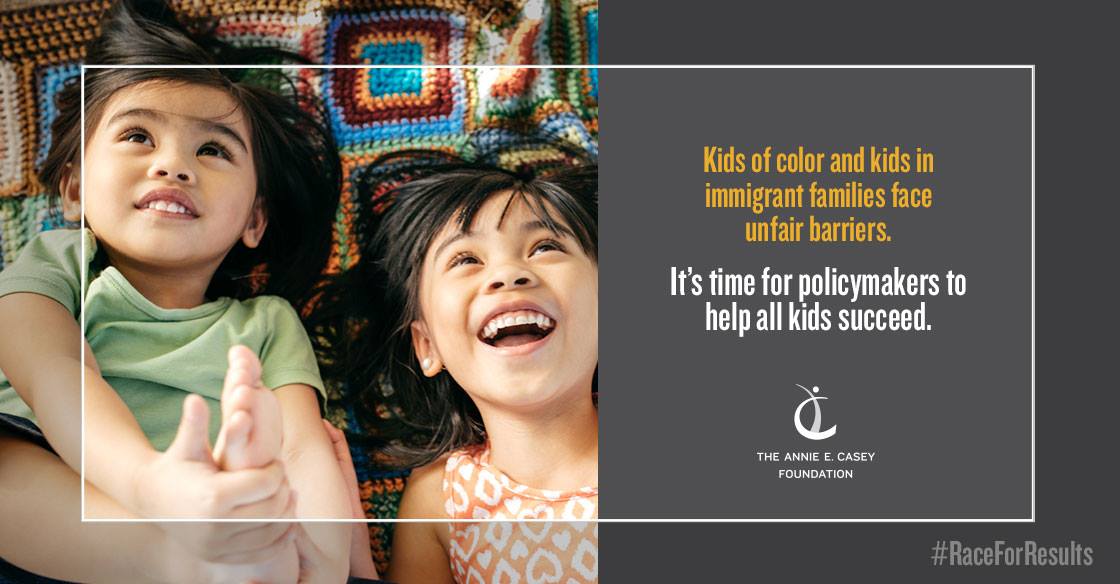 Kids of color and kids in
immigrant families face
unfair barriers.
It’s time for policymakers to
help all kids succeed.
THE ANNIE E. CASEY
FOUNDATION
#RaceForResults